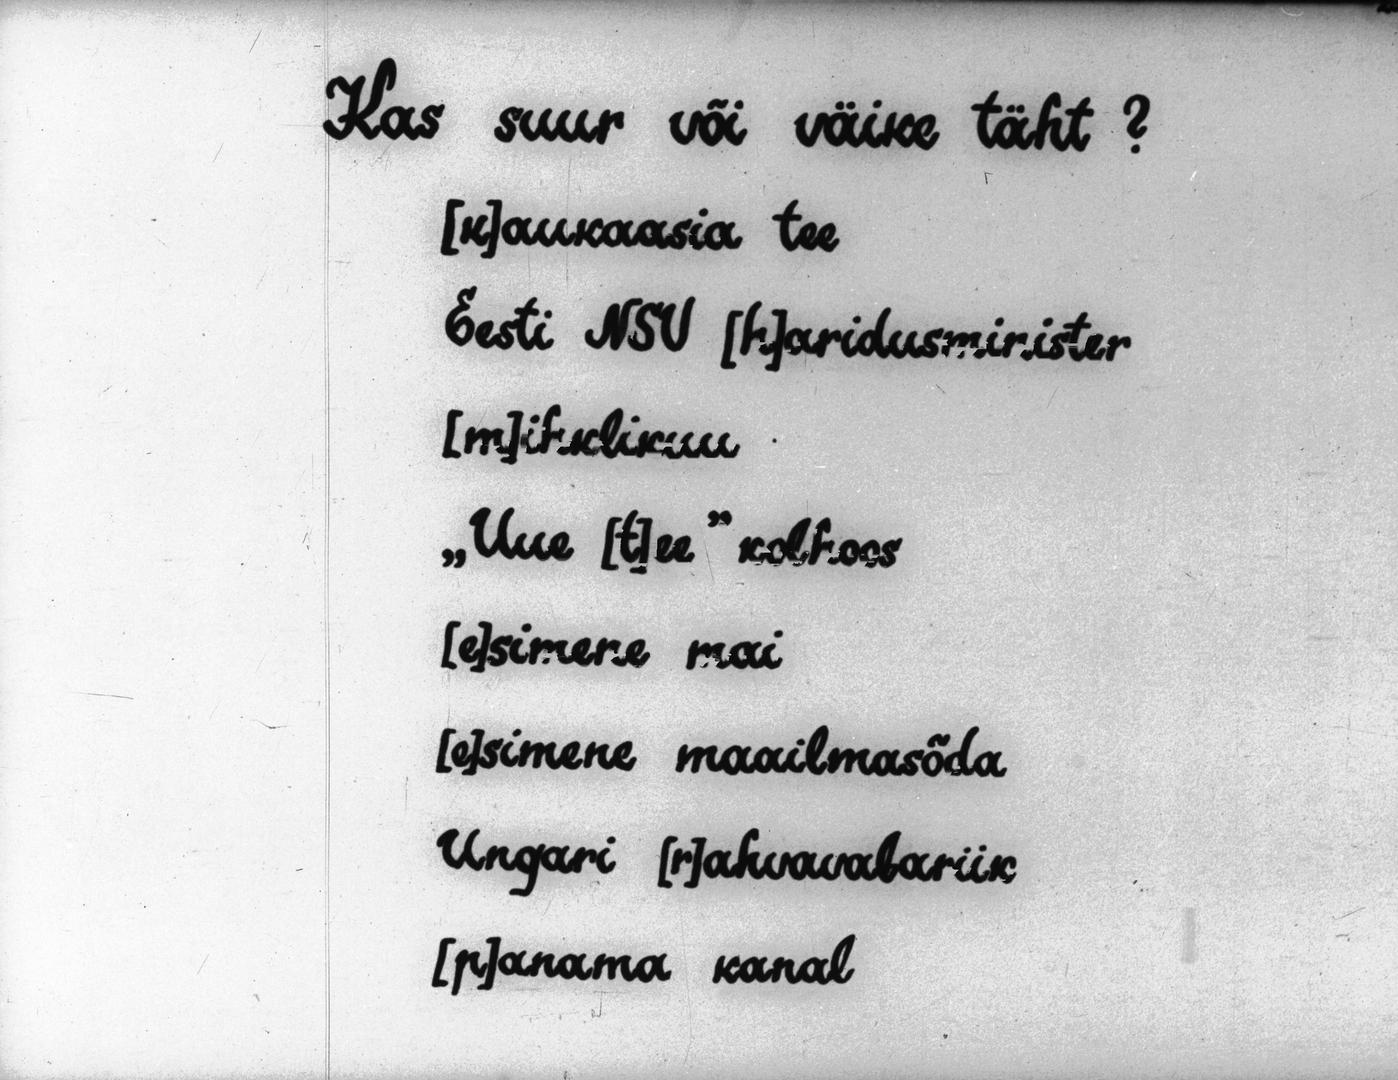 Kas suur või väike täht?
[k]aukaasia tee
Eesti NSV [h]aridusminister
[m]ihklikuu
„Uue [t]ee" kolhoos
[e]simene mai
[e]simene maailmasõda
Ungari [r]ahvavabariik
[p]anama kanal